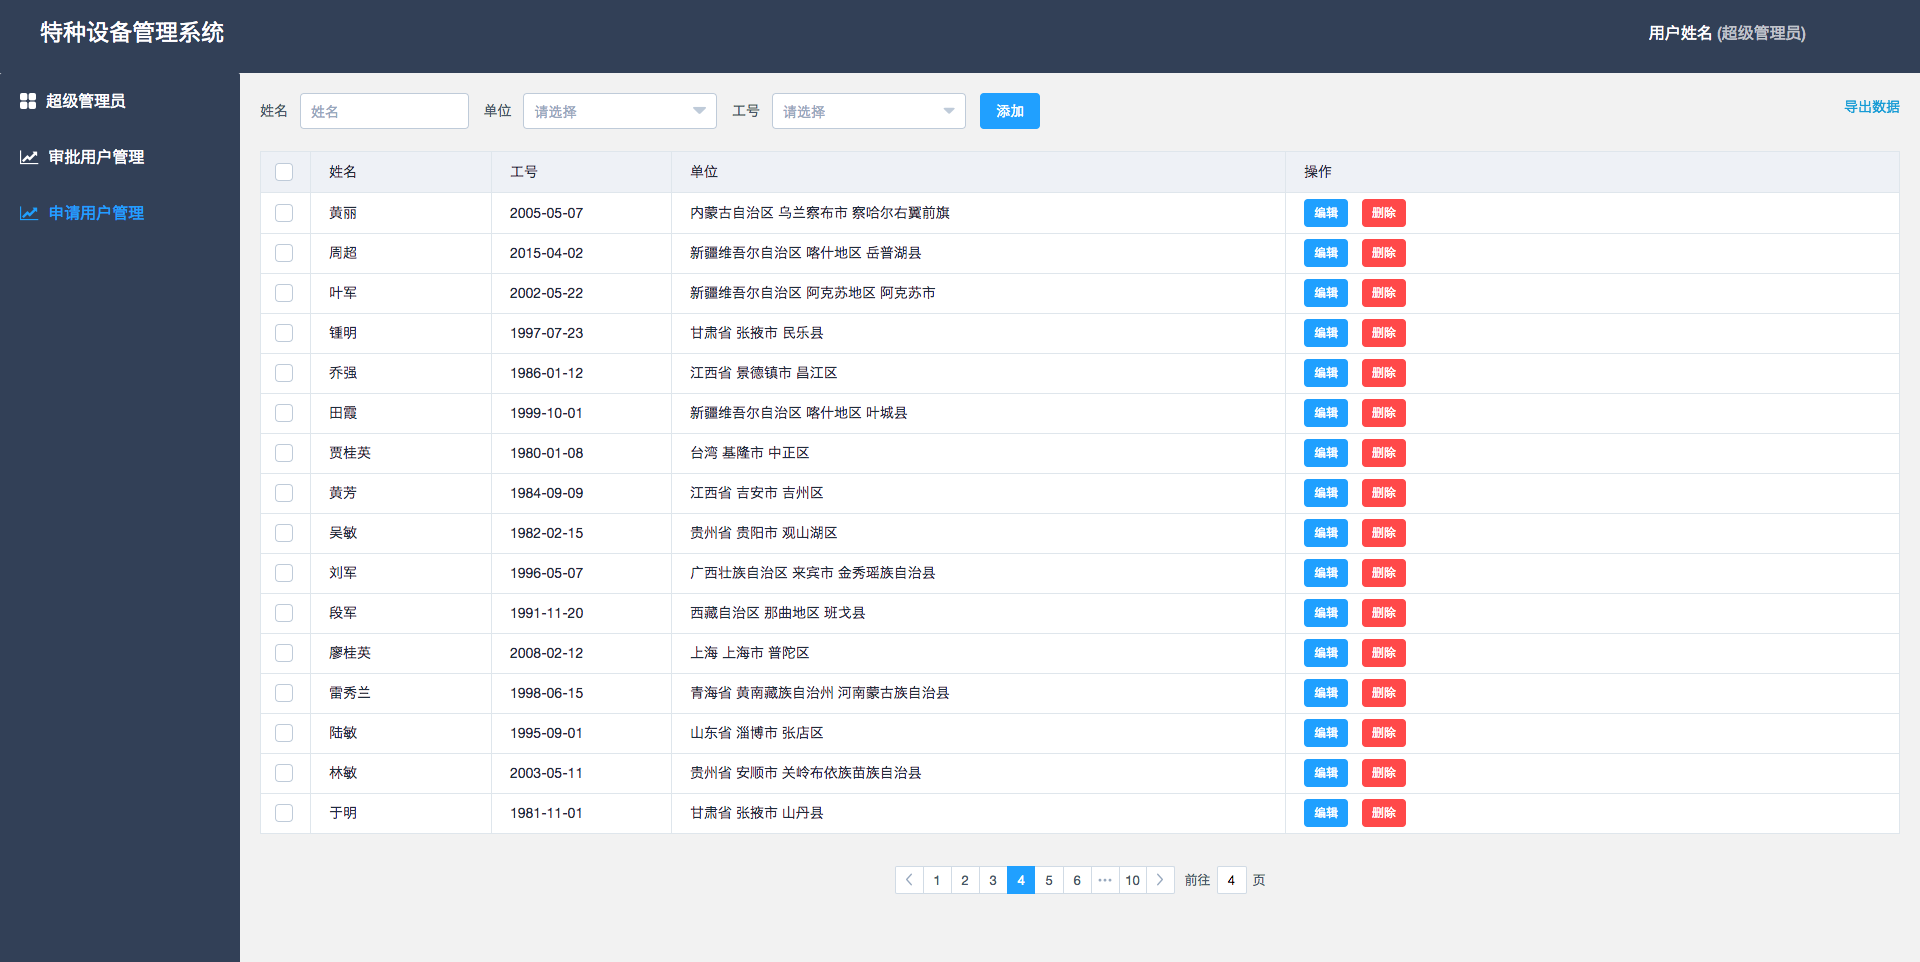 特种设备管理系统
用户姓名 (超级管理员)
超级管理员
审批用户管理
申请用户管理
姓名 姓名 单位 请选择 工号 请选择 添加 导出数据
姓名 工号 单位 操作
黄丽 2005-05-07 内蒙古自治区 乌兰察布市 察哈尔右翼前旗 编辑 删除
周超 2015-04-02 新疆维吾尔自治区 喀什地区 岳普湖县 编辑 删除
叶军 2002-05-22 新疆维吾尔自治区 阿克苏地区 阿克苏市 编辑 删除
锺明 1997-07-23 甘肃省 张掖市 民乐县 编辑 删除
乔强 1986-01-12 江西省 景德镇市 昌江区 编辑 删除
田霞 1999-10-01 新疆维吾尔自治区 喀什地区 叶城县 编辑 删除
贾桂英 1980-01-08 台湾 基隆市 中正区 编辑 删除
黄芳 1984-09-09 江西省 吉安市 吉州区 编辑 删除
吴敏 1982-02-15 贵州省 贵阳市 观山湖区 编辑 删除
刘军 1996-05-07 广西壮族自治区 来宾市 金秀瑶族自治县 编辑 删除
段军 1991-11-20 西藏自治区 那曲地区 班戈县 编辑 删除
廖桂英 2008-02-12 上海 上海市 普陀区 编辑 删除
雷秀兰 1998-06-15 青海省 黄南藏族自治州 河南蒙古族自治县 编辑 删除
陆敏 1995-09-01 山东省 淄博市 张店区 编辑 删除
林敏 2003-05-11 贵州省 安顺市 关岭布依族苗族自治县 编辑 删除
于明 1981-11-01 甘肃省 张掖市 山丹县 编辑 删除
1 2 3 4 5 6 ··· 10 前往 4 页